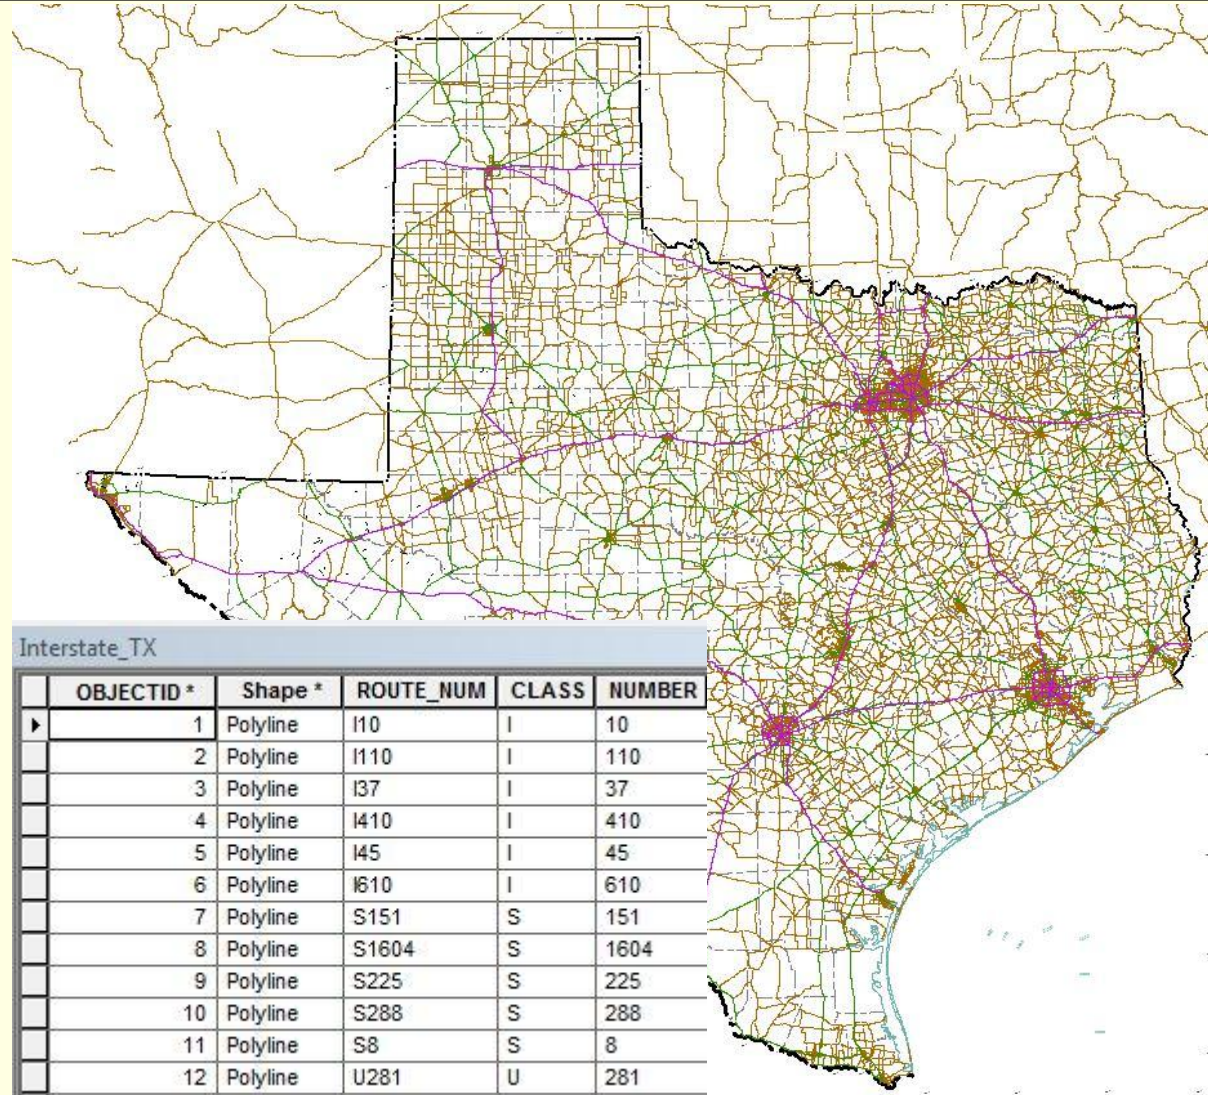 Interstate_TX
OBJECTID * Shape * ROUTE_NUM CLASS NUMBER
1 Polyline I10 I 10
2 Polyline I110 I 110
3 Polyline I37 I 37
4 Polyline I410 I 410
5 Polyline I45 I 45
6 Polyline I610 I 610
7 Polyline S151 S 151
8 Polyline S1604 S 1604
9 Polyline S225 S 225
10 Polyline S288 S 288
11 Polyline S8 S 8
12 Polyline U281 U 281